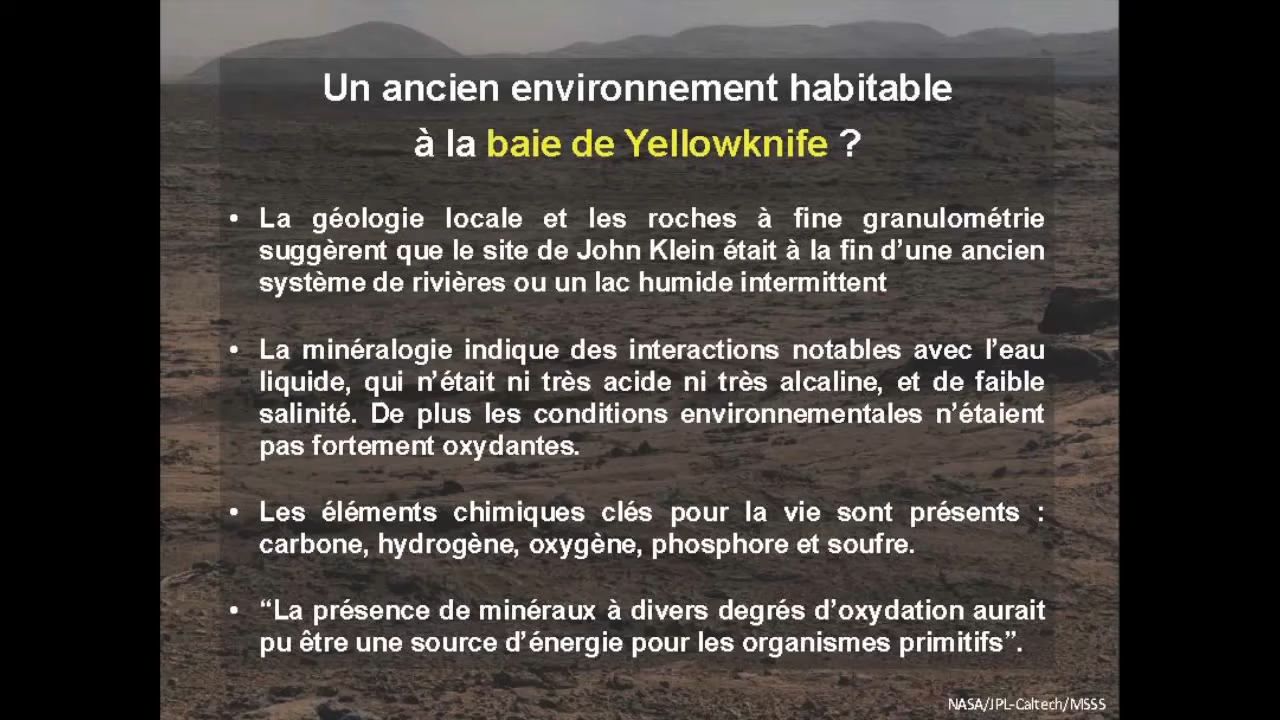 Un ancien environnement habitable
à la baie de Yellowknife ?
• La géologie locale et les roches à fine granulométrie
suggèrent que le site de John Klein était à la fin d’une ancien
système de rivières ou un lac humide intermittent
• La minéralogie indique des interactions notables avec l’eau
liquide, qui n’était ni très acide ni très alcaline, et de faible
salinité. De plus les conditions environnementales n’étaient
pas fortement oxydantes.
• Les éléments chimiques clés pour la vie sont présents :
carbone, hydrogène, oxygène, phosphore et soufre.
• “La présence de minéraux à divers degrés d’oxydation aurait
pu être une source d’énergie pour les organismes primitifs”.
NASA/JPL-Caltech/MSSS